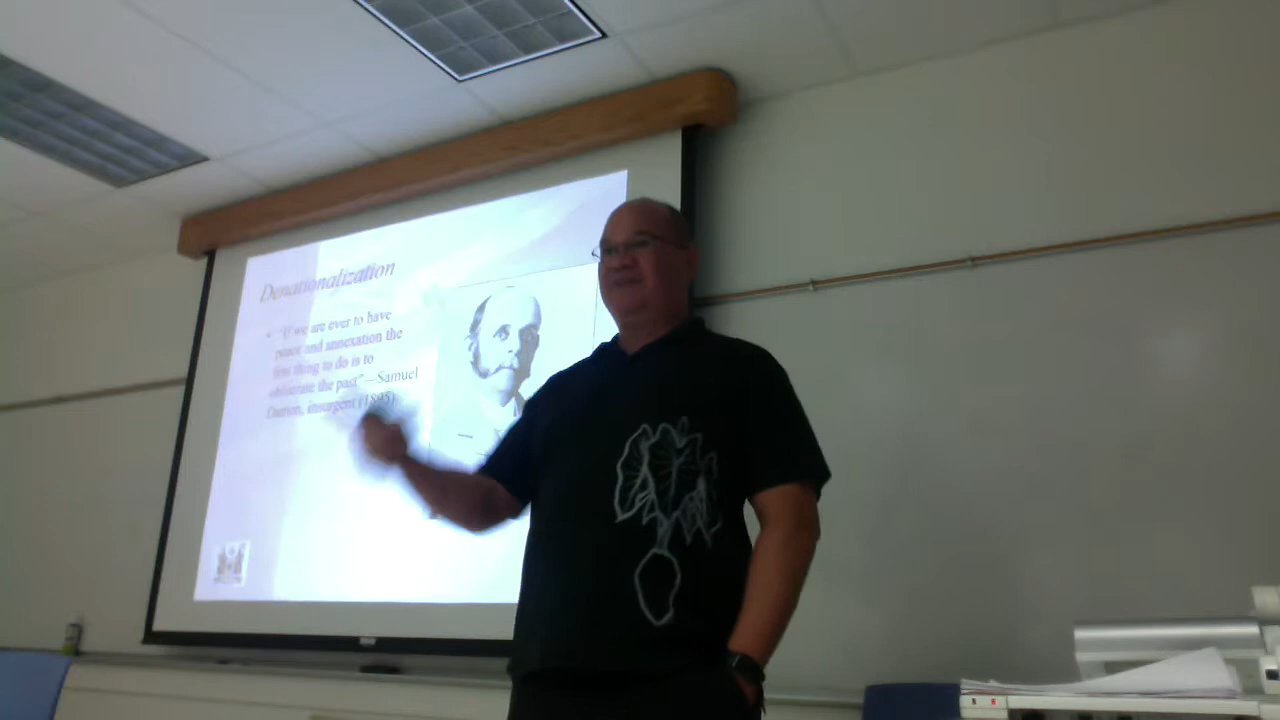 Denationalization
• "If we are ever to have
peace and annexation the
first thing to do is to
obliterate the past"—Samuel
Damon, insurgent (1895)